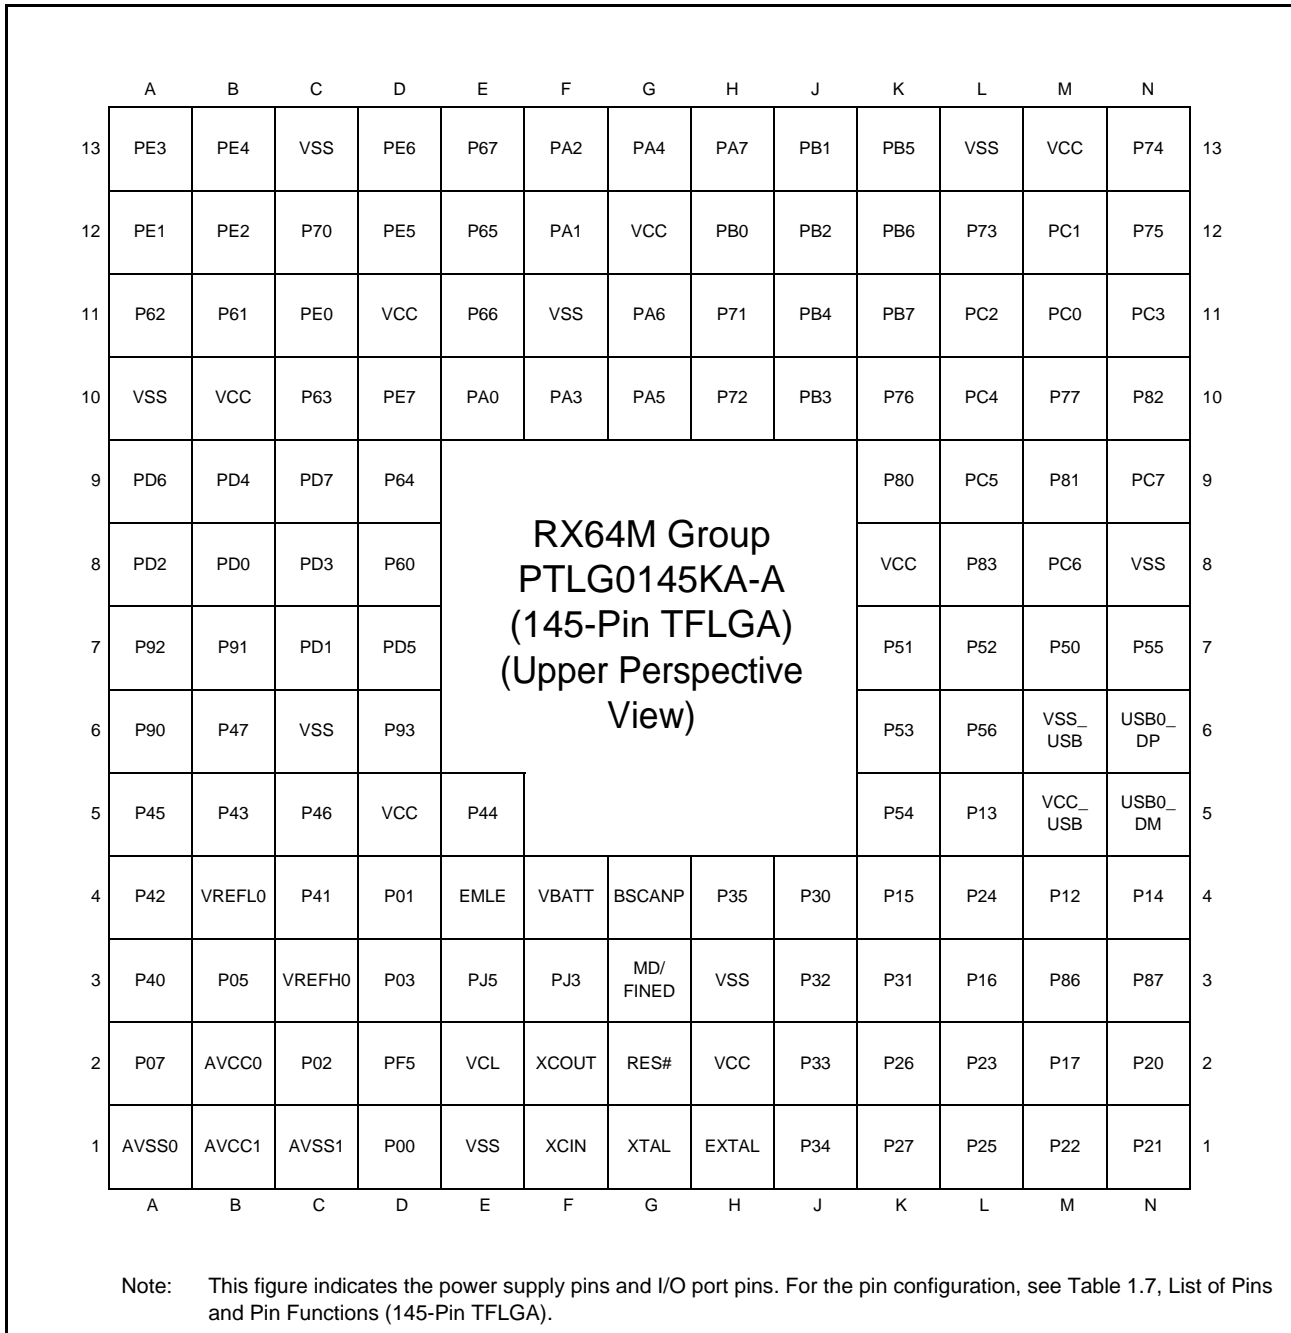 A B C D E F G H J K L M N
13 PE3 PE4 VSS PE6 P67 PA2 PA4 PA7 PB1 PB5 VSS VCC P74 13
12 PE1 PE2 P70 PE5 P65 PA1 VCC PB0 PB2 PB6 P73 PC1 P75 12
11 P62 P61 PE0 VCC P66 VSS PA6 P71 PB4 PB7 PC2 PC0 PC3 11
10 VSS VCC P63 PE7 PA0 PA3 PA5 P72 PB3 P76 PC4 P77 P82 10
9 PD6 PD4 PD7 P64 P80 PC5 P81 PC7 9
RX64M Group
8 PD2 PD0 PD3 P60 PTLG0145KA-A VCC P83 PC6 VSS 8
(145-Pin TFLGA)
7 P92 P91 PD1 PD5 P51 P52 P50 P55 7
(Upper Perspective
View)
6 P90 P47 VSS P93 P53 P56 VSS_ USB USB0_ DP 6
5 P45 P43 P46 VCC P44 P54 P13 VCC_ USB USB0_ DM 5
4 P42 VREFL0 P41 P01 EMLE VBATT BSCANP P35 P30 P15 P24 P12 P14 4
3 P40 P05 VREFH0 P03 PJ5 PJ3 MD/ FINED VSS P32 P31 P16 P86 P87 3
2 P07 AVCC0 P02 PF5 VCL XCOUT RES# VCC P33 P26 P23 P17 P20 2
1 AVSS0 AVCC1 AVSS1 P00 VSS XCIN XTAL EXTAL P34 P27 P25 P22 P21 1
A B C D E F G H J K L M N
Note: This figure indicates the power supply pins and I/O port pins. For the pin configuration, see Table 1.7, List of Pins
and Pin Functions (145-Pin TFLGA).